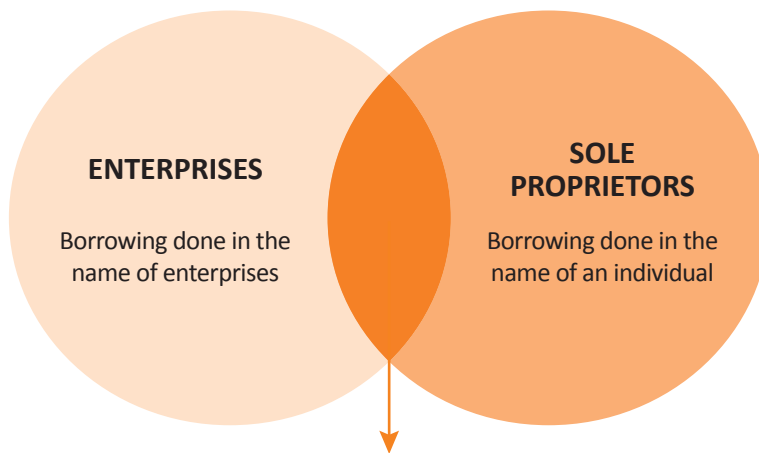 ENTERPRISES
Borrowing done in the
name of enterprises
SOLE
PROPRIETORS
Borrowing done in the
name of an individual